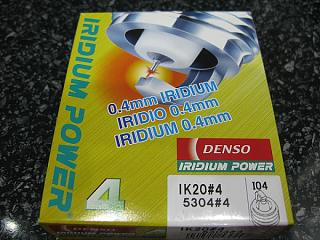 IRIDIUM POWER
0.4mm IRIDIUM
IRIDIO 0.4mm
IRIDIUM 0.4mm
DENSO
IRIDIUM POWER
4
IK20#4
5304#4
104